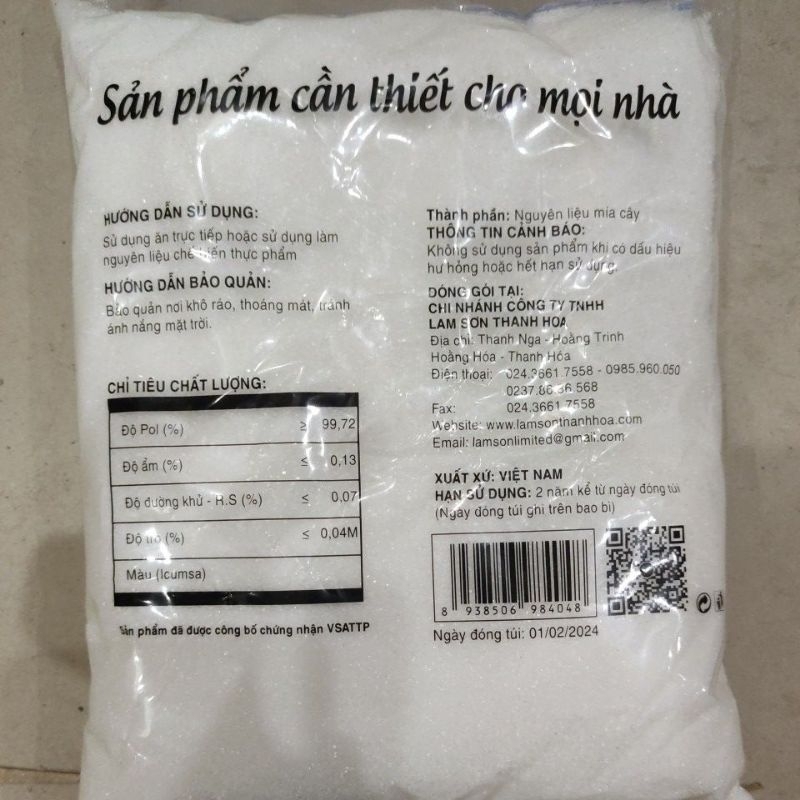 Sản phẩm cần thiết cho mọi nhà
HƯỚNG DẪN SỬ DỤNG:
Sử dụng ăn trực tiếp hoặc sử dụng làm
nguyên liệu chế biến thực phẩm
HƯỚNG DẪN BẢO QUẢN:
Bảo quản nơi khô ráo, thoáng mát, tránh
ánh nắng mặt trời.
CHỈ TIÊU CHẤT LƯỢNG:
Độ Pol (%) ≥ 99,72
Độ ẩm (%) ≤ 0,13
Độ đường khử - R.S (%) ≤ 0,07
Độ tro (%) ≤ 0,04M
Màu (Icumsa)
Sản phẩm đã được công bố chứng nhận VSATTP
Thành phần: Nguyên liệu mía cây
THÔNG TIN CẢNH BÁO:
Không sử dụng sản phẩm khi có dấu hiệu
hư hỏng hoặc hết hạn sử dụng.
ĐÓNG GÓI TẠI:
CHI NHÁNH CÔNG TY TNHH
LAM SƠN THANH HOA
Địa chỉ: Thanh Nga - Hoằng Trinh
Hoằng Hóa - Thanh Hóa
Điện thoại: 024.3661.7558 - 0985.960.050
0237.86.36.568
Fax: 024.3661.7558
Website: www.lamsonthanhhoa.com
Email: lamsonlimited@gmail.com
XUẤT XỨ: VIỆT NAM
HẠN SỬ DỤNG: 2 năm kể từ ngày đóng túi
(Ngày đóng túi ghi trên bao bì)
8 938506 984048
Ngày đóng túi: 01/02/2024